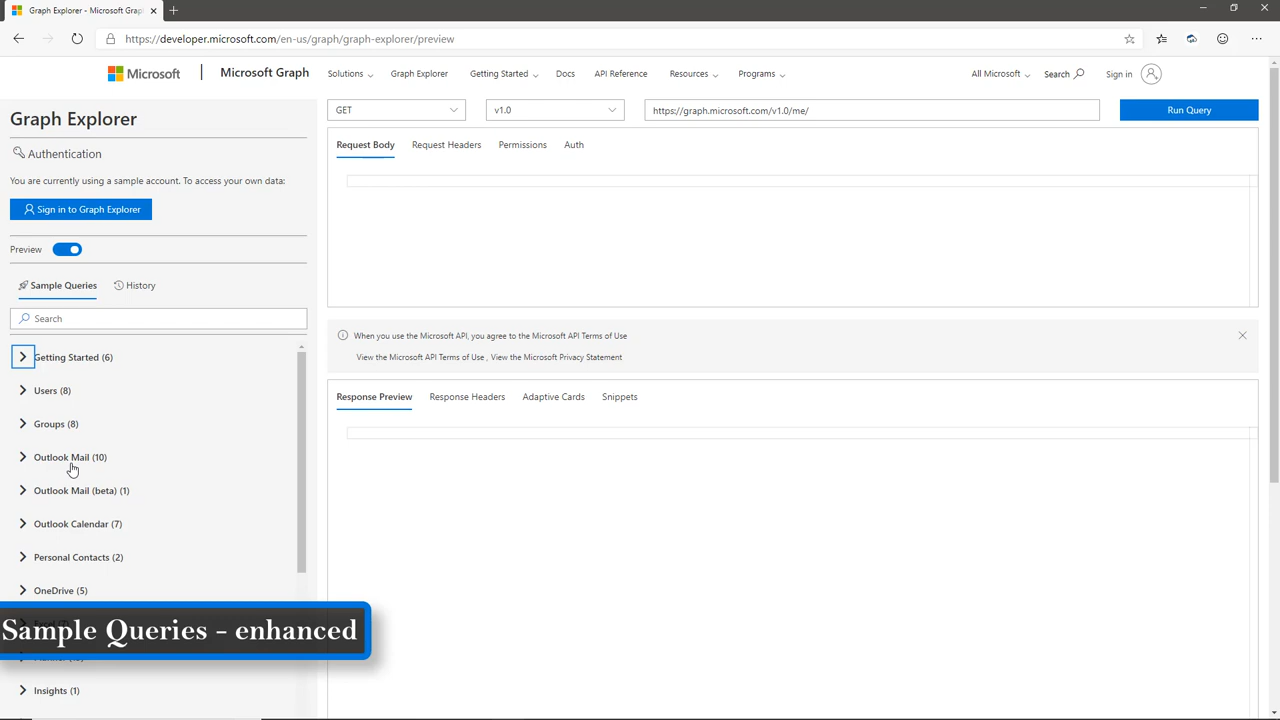 Graph Explorer - Microsoft Grap
https://developer.microsoft.com/en-us/graph/graph-explorer/preview
Microsoft
Microsoft Graph
Solutions
Graph Explorer
Getting Started
Docs
API Reference
Resources
Programs
All Microsoft
Search
Sign in
Graph Explorer
Authentication
You are currently using a sample account. To access your own data:
Sign in to Graph Explorer
Preview
Sample Queries
History
Search
Getting Started (6)
Users (8)
Groups (8)
Outlook Mail (10)
Outlook Mail (beta) (1)
Outlook Calendar (7)
Personal Contacts (2)
OneDrive (5)
Sample Queries - enhanced
Insights (1)
GET
v1.0
https://graph.microsoft.com/v1.0/me/
Run Query
Request Body
Request Headers
Permissions
Auth
When you use the Microsoft API, you agree to the Microsoft API Terms of Use
View the Microsoft API Terms of Use , View the Microsoft Privacy Statement
Response Preview
Response Headers
Adaptive Cards
Snippets